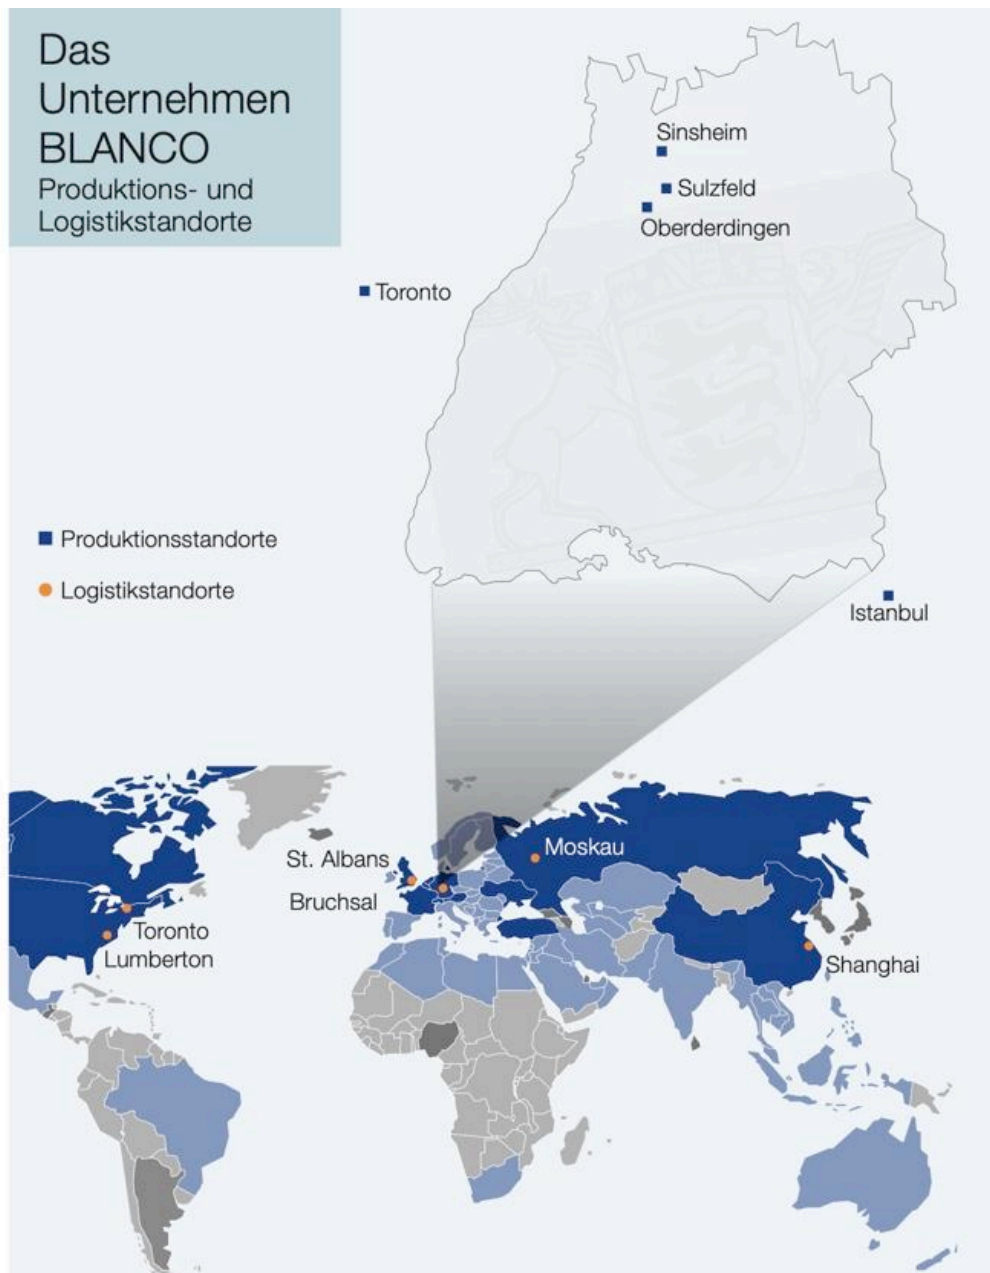 Das
Unternehmen
BLANCO
Produktions- und
Logistikstandorte
Sinsheim
Sulzfeld
Oberderdingen
Toronto
Produktionsstandorte
Logistikstandorte
Istanbul
St. Albans
Moskau
Bruchsal
Toronto
Lumberton
Shanghai